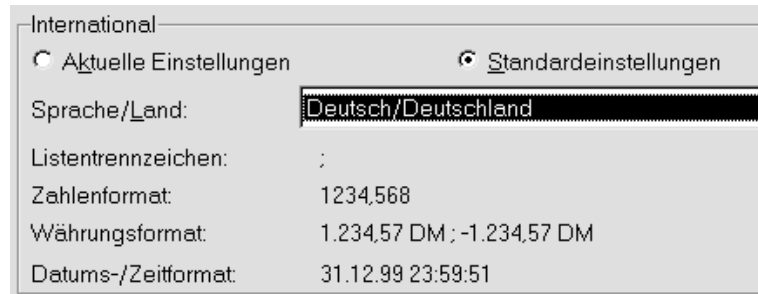 International
Aktuelle Einstellungen Standardeinstellungen
Sprache/Land: Deutsch/Deutschland
Listentrennzeichen: ;
Zahlenformat: 1234,568
Währungsformat: 1.234,57 DM ; -1.234,57 DM
Datums-/Zeitformat: 31.12.99 23:59:51